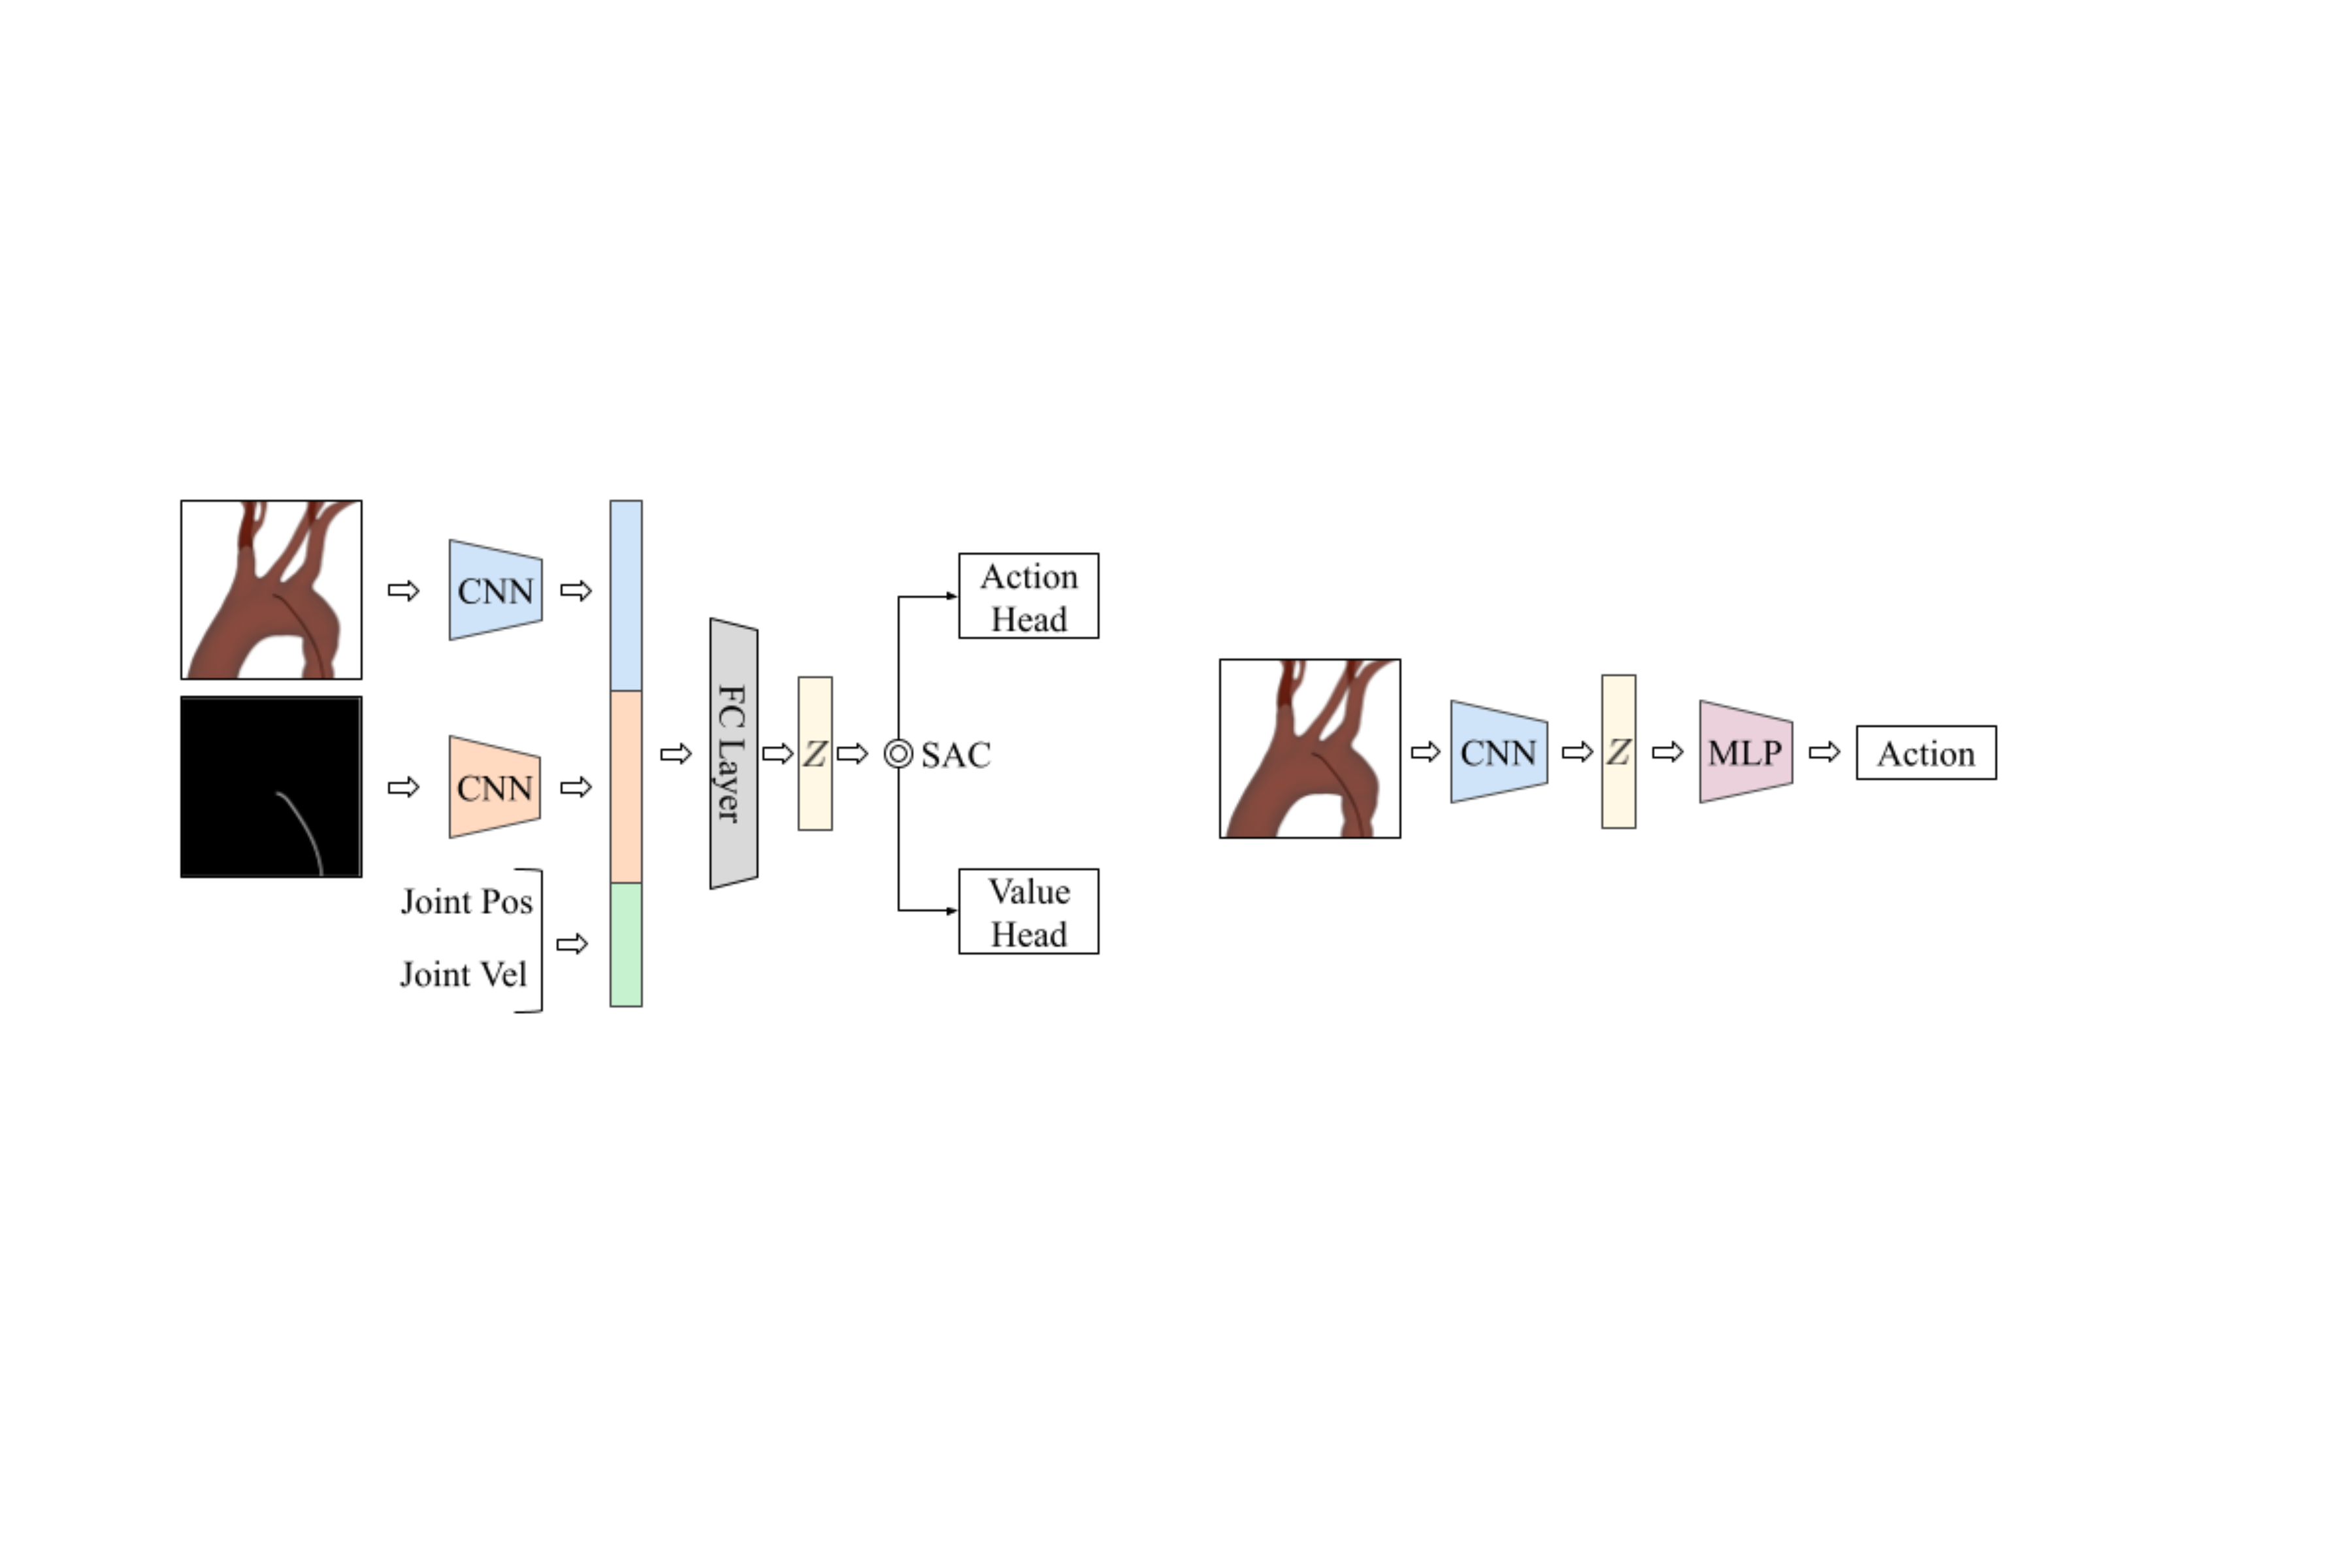 CNN
CNN
Joint Pos
Joint Vel
FC Layer
Z
SAC
Action
Head
Value
Head
CNN
Z
MLP
Action